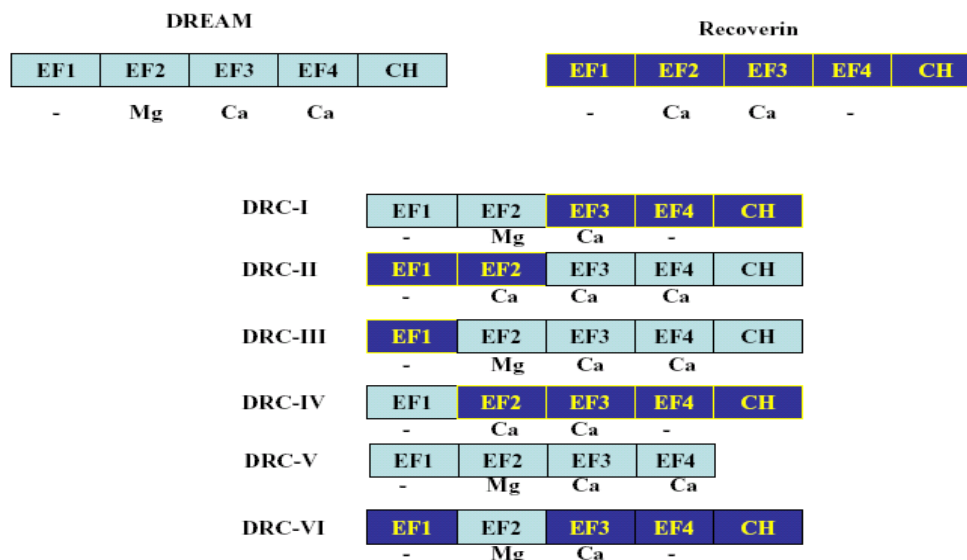 DREAM
Recoverin
EF1 EF2 EF3 EF4 CH
EF1 EF2 EF3 EF4 CH
- Mg Ca Ca
- Ca Ca -
DRC-I EF1 EF2 EF3 EF4 CH
- Mg Ca -
DRC-II EF1 EF2 EF3 EF4 CH
- Ca Ca Ca
DRC-III EF1 EF2 EF3 EF4 CH
- Mg Ca Ca
DRC-IV EF1 EF2 EF3 EF4 CH
- Ca Ca -
DRC-V EF1 EF2 EF3 EF4
- Mg Ca Ca
DRC-VI EF1 EF2 EF3 EF4 CH
- Mg Ca -